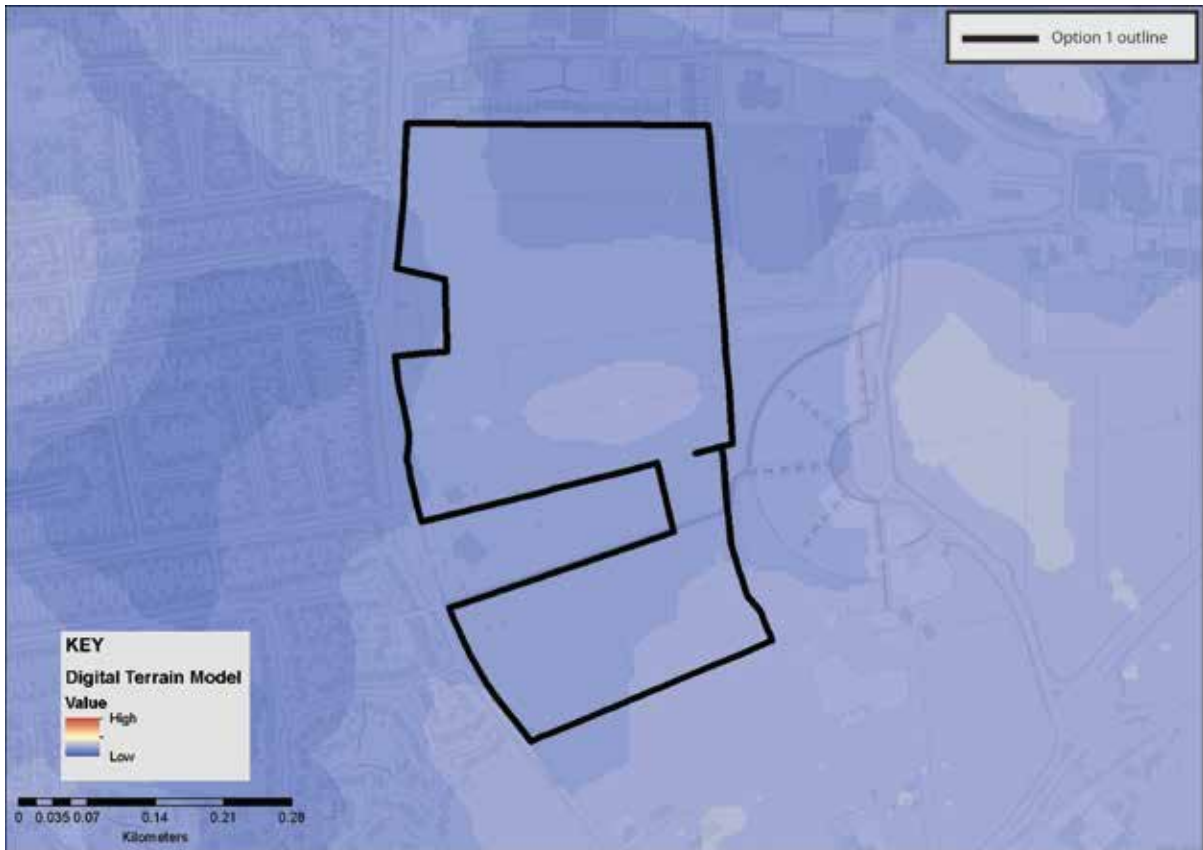 Option 1 outline
KEY
Digital Terrain Model
Value
High
Low
0 0.035 0.07 0.14 0.21 0.28
Kilometers